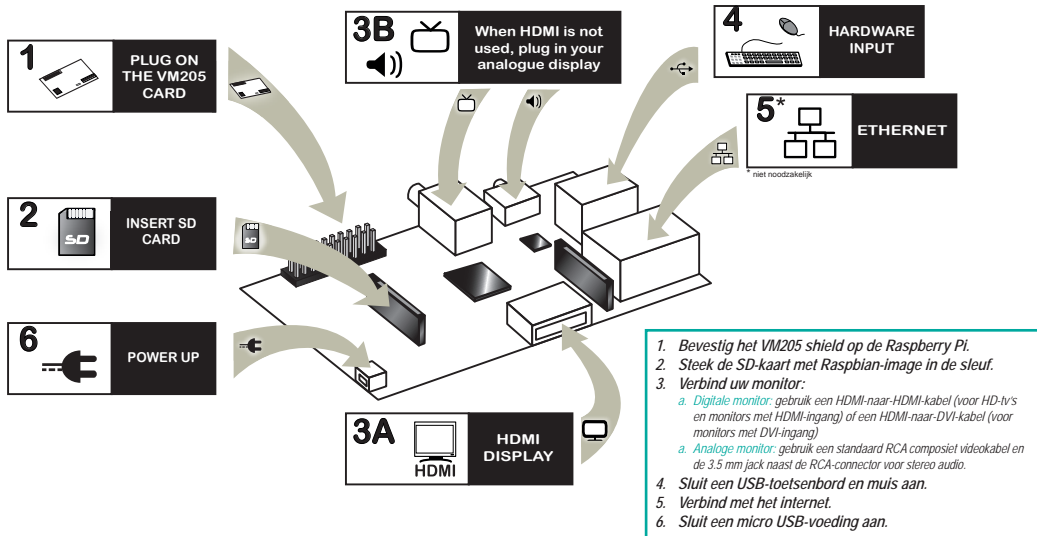 1
PLUG ON
THE VM205
CARD
3B
When HDMI is not
used, plug in your
analogue display
4
HARDWARE
INPUT
5*
ETHERNET
* niet noodzakelijk
2
SD
INSERT SD
CARD
SD
6
POWER UP
3A
HDMI
HDMI
DISPLAY
1. Bevestig het VM205 shield op de Raspberry Pi.
2. Steek de SD-kaart met Raspbian-image in de sleuf.
3. Verbind uw monitor:
a. Digitale monitor: gebruik een HDMI-naar-HDMI-kabel (voor HD-tv's
en monitors met HDMI-ingang) of een HDMI-naar-DVI-kabel (voor
monitors met DVI-ingang)
a. Analoge monitor: gebruik een standaard RCA composiet videokabel en
de 3.5 mm jack naast de RCA-connector voor stereo audio.
4. Sluit een USB-toetsenbord en muis aan.
5. Verbind met het internet.
6. Sluit een micro USB-voeding aan.